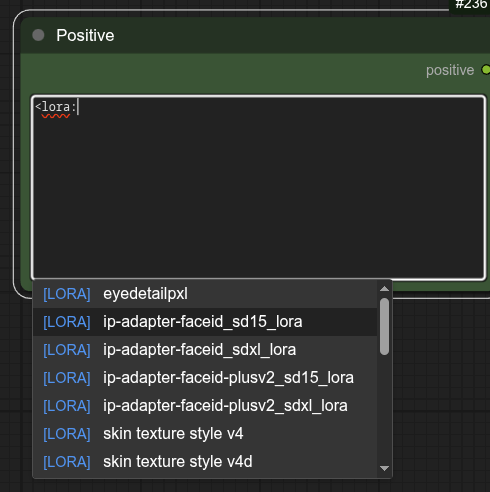 #236
Positive
positive
<lora:
[LORA] eyedetailpxl
[LORA] ip-adapter-faceid_sd15_lora
[LORA] ip-adapter-faceid_sdxl_lora
[LORA] ip-adapter-faceid-plusv2_sd15_lora
[LORA] ip-adapter-faceid-plusv2_sdxl_lora
[LORA] skin texture style v4
[LORA] skin texture style v4d